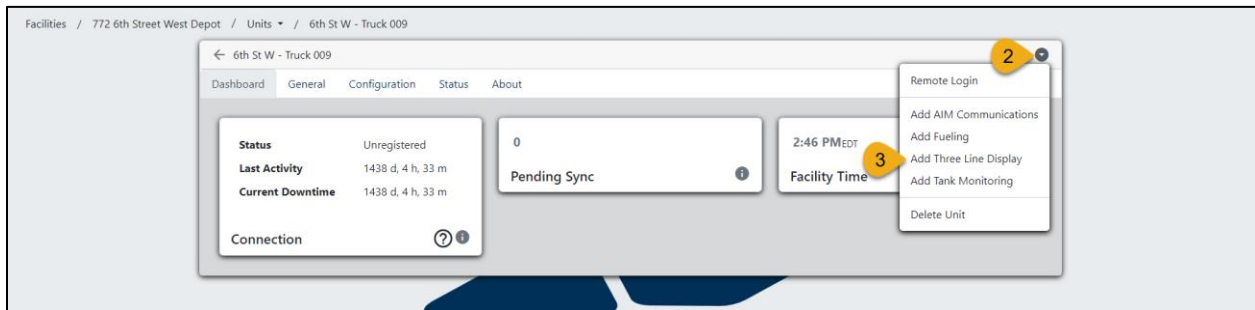 Facilities / 772 6th Street West Depot / Units / 6th St W - Truck 009
← 6th St W - Truck 009
2
Dashboard General Configuration Status About
Remote Login
Add AIM Communications
Add Fueling
3 Add Three Line Display
Add Tank Monitoring
Delete Unit
Status Unregistered
Last Activity 1438 d, 4 h, 33 m
Current Downtime 1438 d, 4 h, 33 m
Connection
0
Pending Sync
2:46 PM EDT
Facility Time